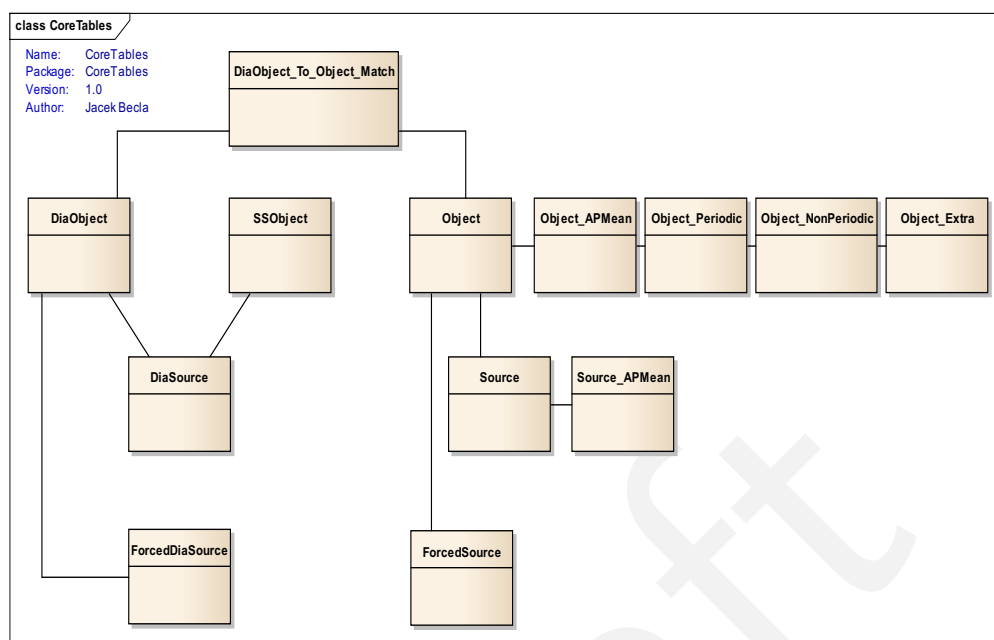 class CoreTables
Name: CoreTables
Package: CoreTables
Version: 1.0
Author: Jacek Becla
DiaObject_To_Object_Match
DiaObject
SSObject
Object
Object_APMean
Object_Periodic
Object_NonPeriodic
Object_Extra
DiaSource
Source
Source_APMean
ForcedDiaSource
ForcedSource